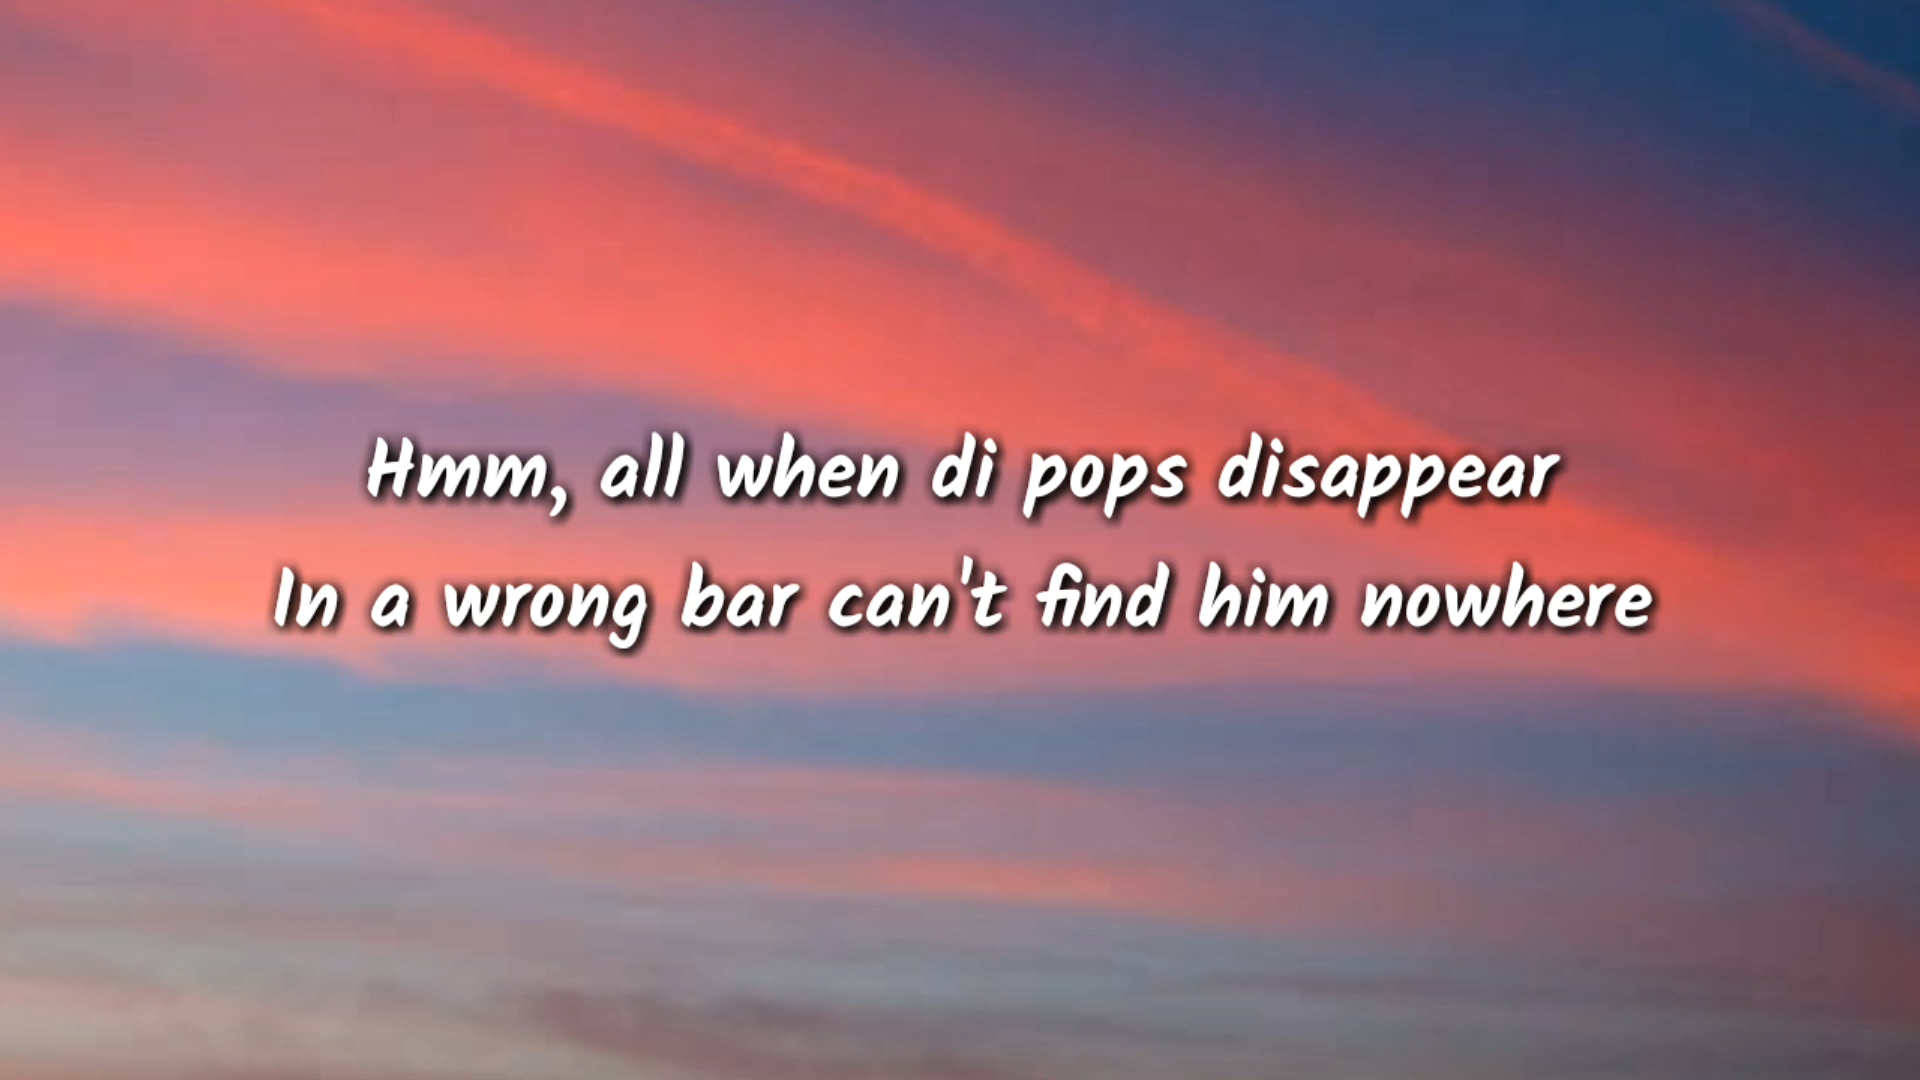 Hmm, all when di pops disappear
In a wrong bar can't find him nowhere